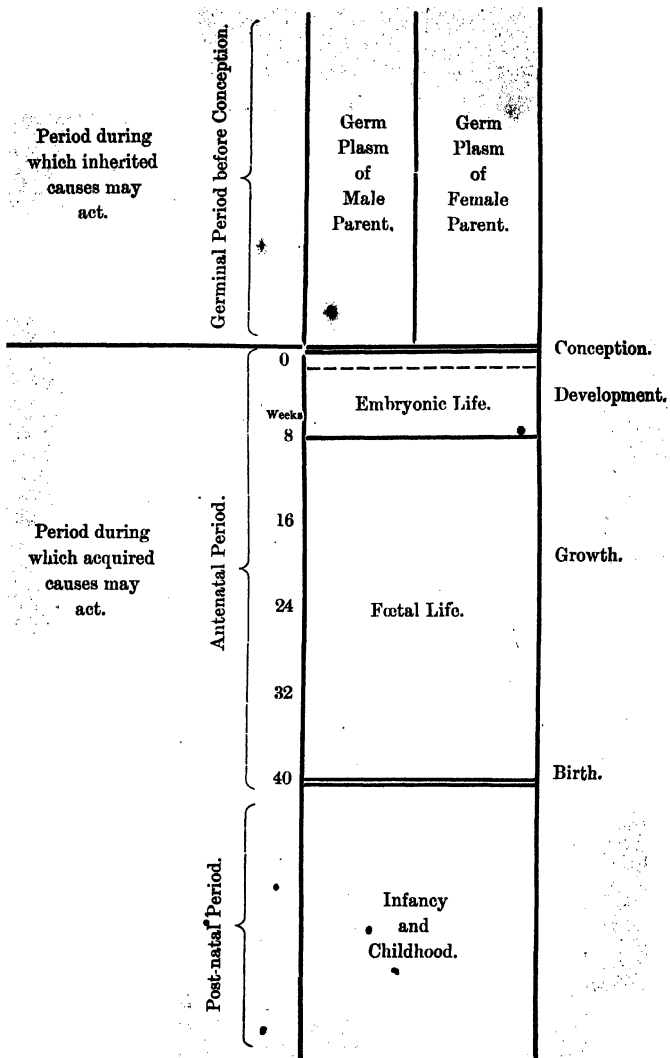 Period during
which inherited
causes may
act.
Germinal Period before Conception.
Germ
Plasm
of
Male
Parent.
Germ
Plasm
of
Female
Parent.
Conception.
0
Embryonic Life.
Development.
Weeks
8
Period during
which acquired
causes may
act.
Antenatal Period.
16
24
32
40
Fœtal Life.
Growth.
Birth.
Post-natal Period.
Infancy
and
Childhood.